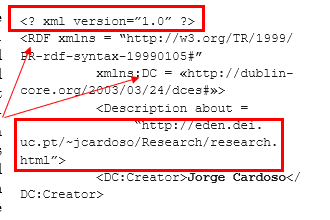 <? xml version="1.0" ?>
<RDF xmlns = "http://w3.org/TR/1999/
PR-rdf-syntax-19990105#"
xmlns:DC = «http://dublin-
core.org/2003/03/24/dces#»>
<Description about =
"http://eden.dei.
uc.pt/~jcardoso/Research/research.
html">
<DC:Creator>Jorge Cardoso</
DC:Creator>